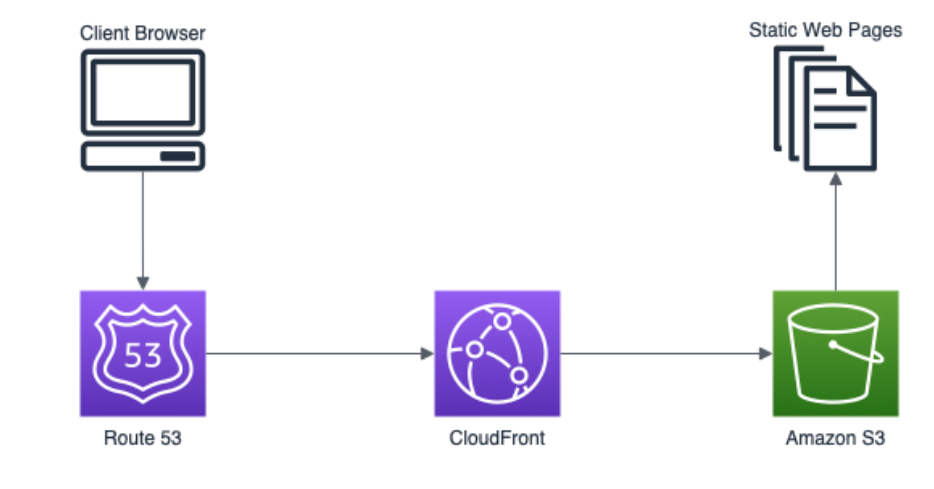 Client Browser
Static Web Pages
53
Route 53
CloudFront
Amazon S3